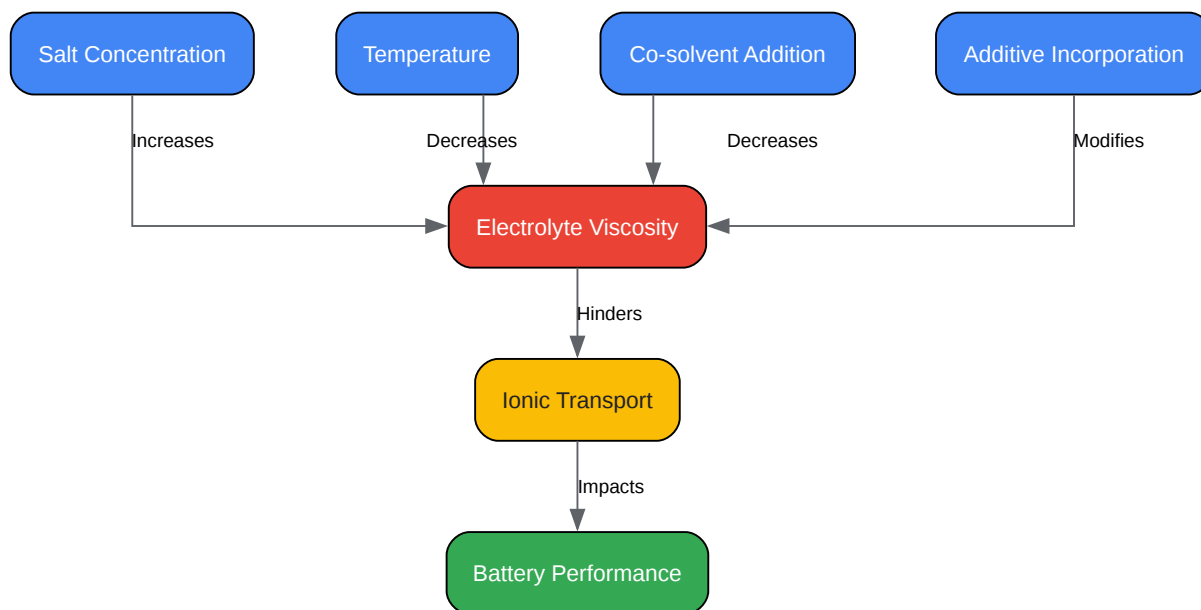 Salt Concentration
Temperature
Co-solvent Addition
Additive Incorporation
Increases
Decreases
Decreases
Modifies
Electrolyte Viscosity
Hinders
Ionic Transport
Impacts
Battery Performance